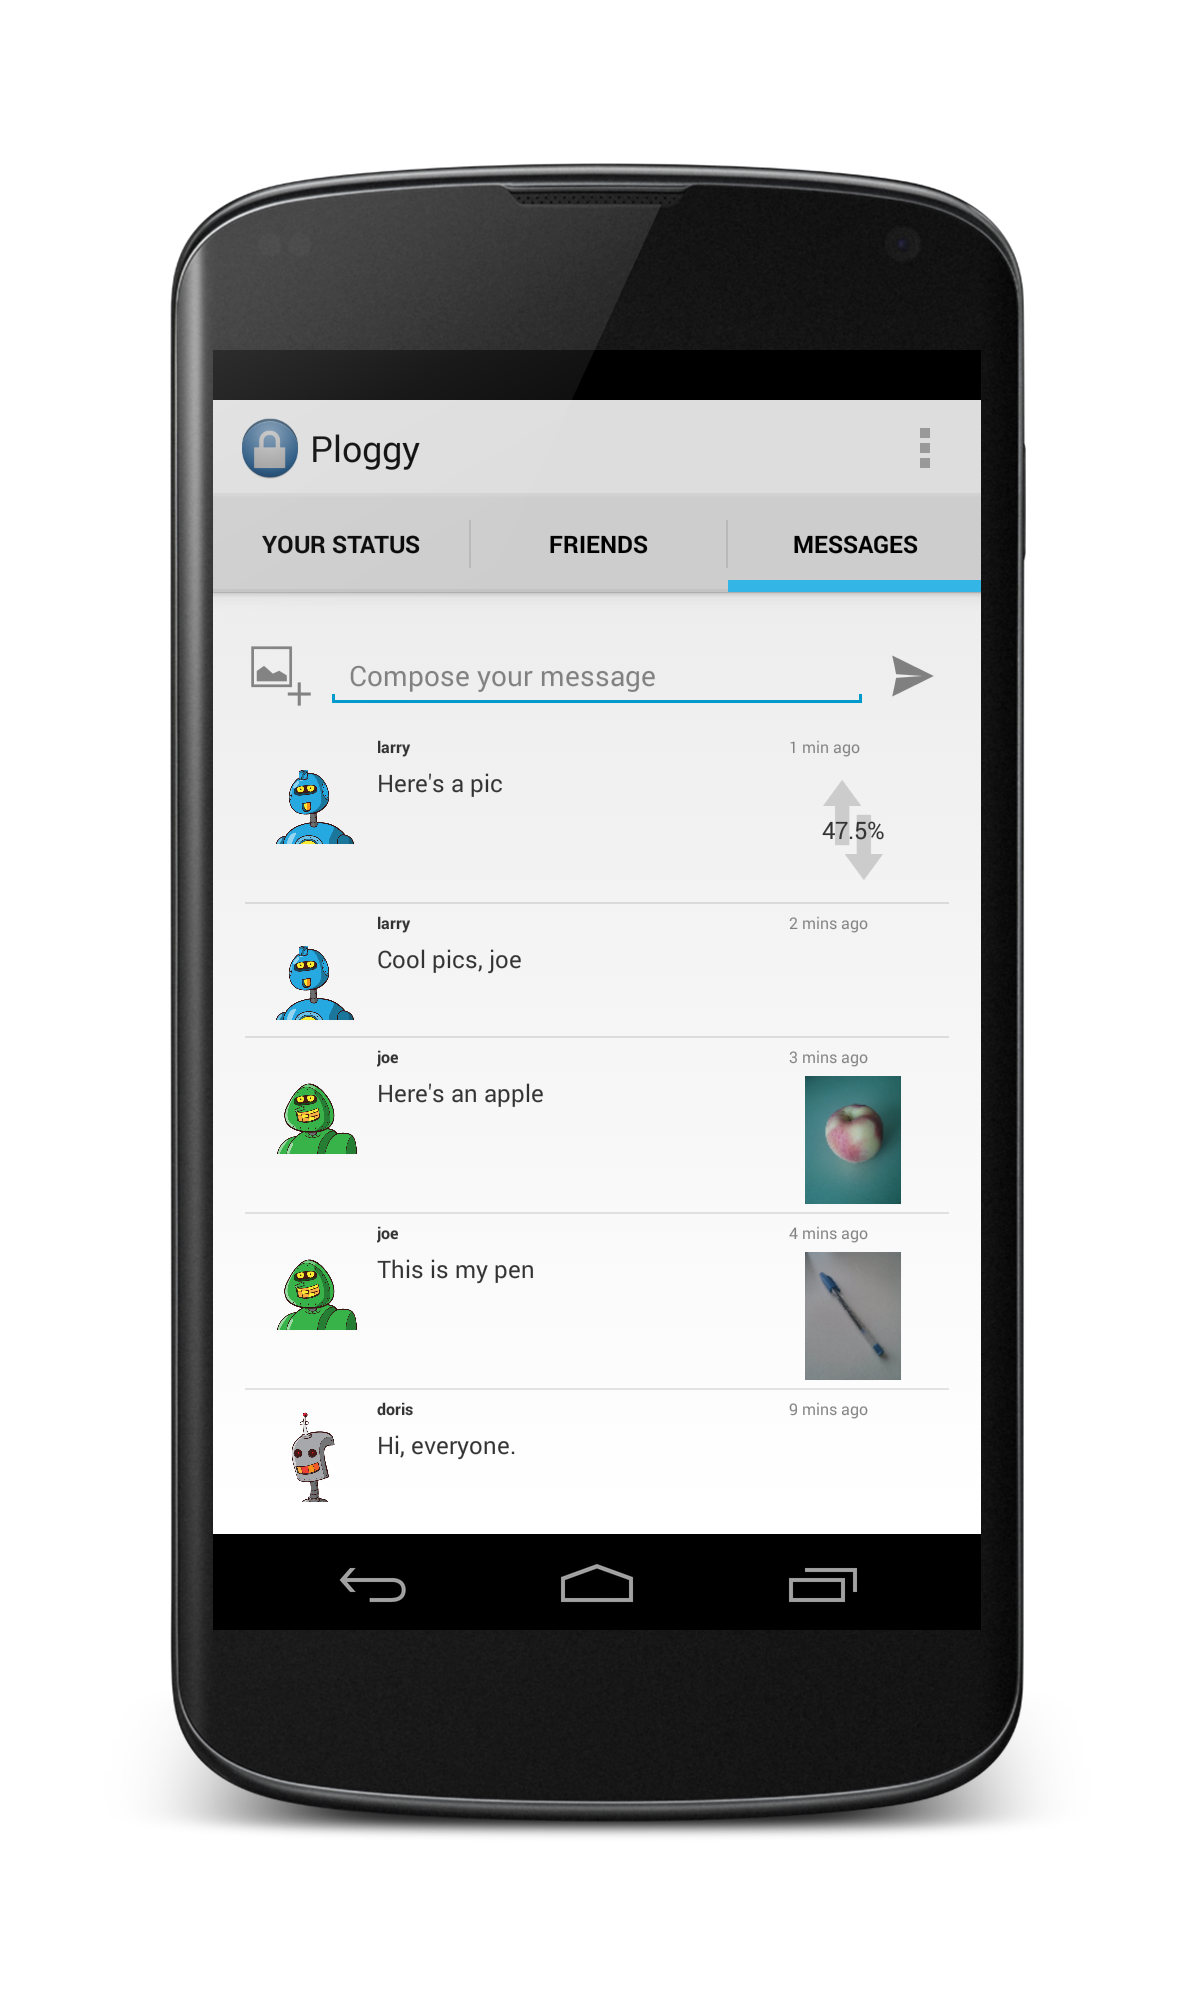 Ploggy
YOUR STATUS
FRIENDS
MESSAGES
Compose your message
larry
1 min ago
Here's a pic
47.5%
larry
2 mins ago
Cool pics, joe
joe
3 mins ago
Here's an apple
joe
4 mins ago
This is my pen
doris
9 mins ago
Hi, everyone.